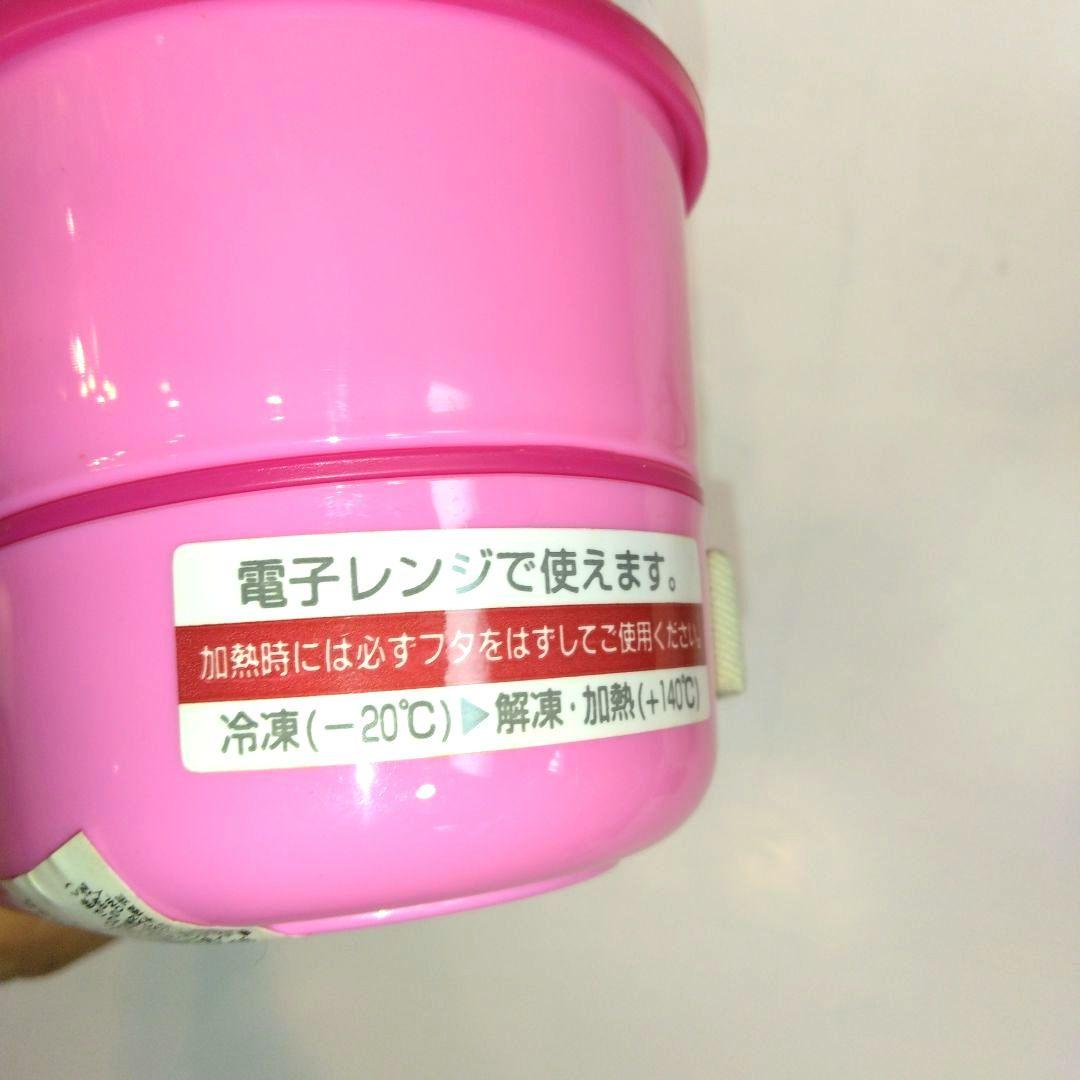 電子レンジで使えます。
加熱時には必ずフタをはずしてご使用ください。
冷凍(-20℃)▶解凍・加熱(+140℃)